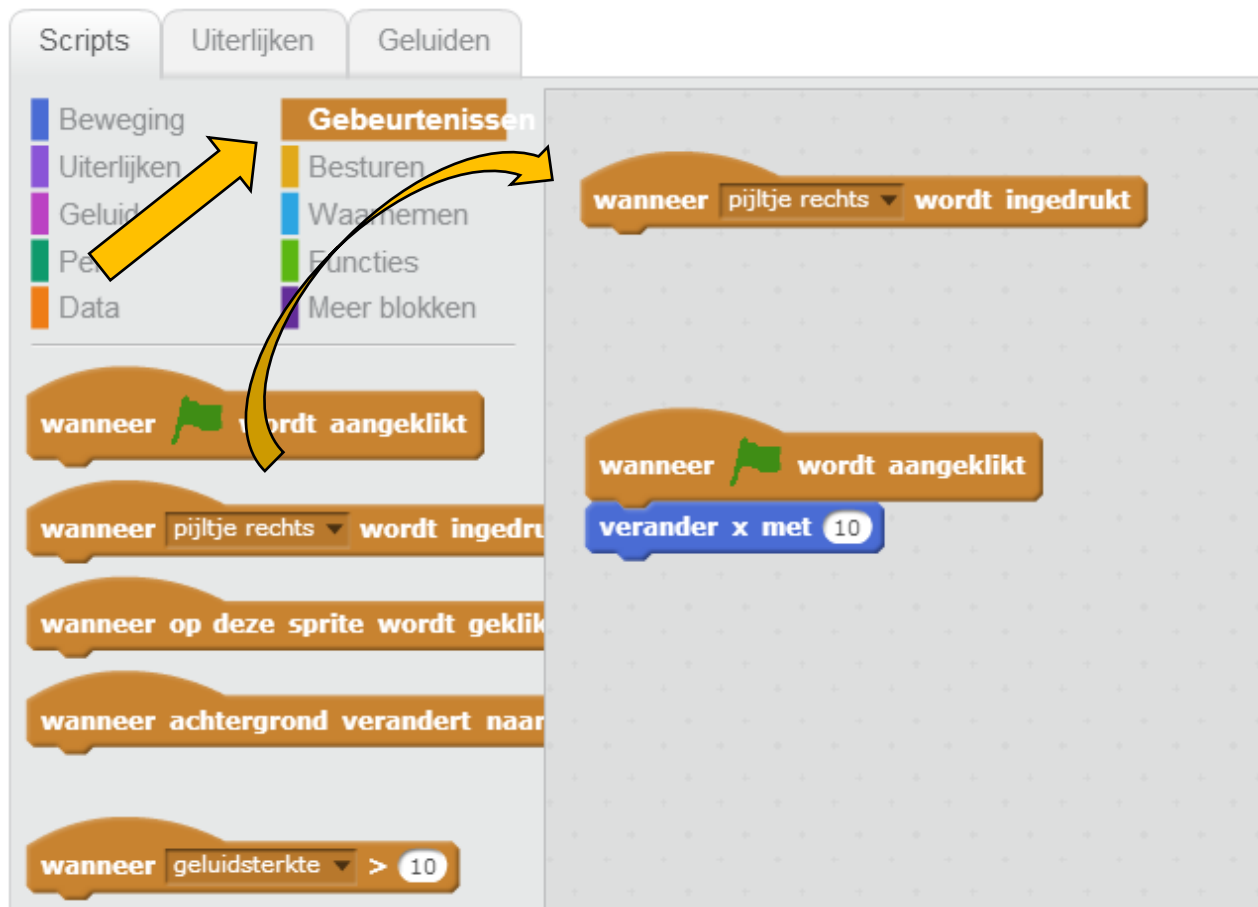 Scripts
Uiterlijken
Geluiden
Beweging
Uiterlijken
Geluid
Pe
Data
Gebeurtenissen
Besturen
Waarnemen
Functies
Meer blokken
wanneer wordt aangeklikt
wanneer pijltje rechts wordt ingedru
wanneer op deze sprite wordt geklik
wanneer achtergrond verandert naar
wanneer geluidsterkte > 10
wanneer pijltje rechts wordt ingedrukt
wanneer wordt aangeklikt
verander x met 10